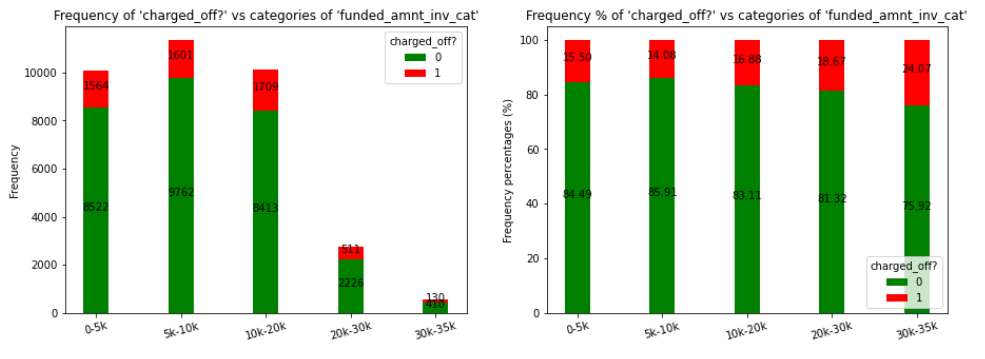 Frequency of 'charged_off?' vs categories of 'funded_amnt_inv_cat'
charged_off?
0
1
Frequency
10000
8000
6000
4000
2000
0
1564
8522
1601
9762
1709
8413
511
2226
130
410
0-5k
5k-10k
10k-20k
20k-30k
30k-35k
Frequency % of 'charged_off?' vs categories of 'funded_amnt_inv_cat'
Frequency percentages (%)
100
80
60
40
20
0
15.50
84.49
14.08
85.91
16.88
83.11
18.67
81.32
24.07
75.92
charged_off?
0
1
0-5k
5k-10k
10k-20k
20k-30k
30k-35k